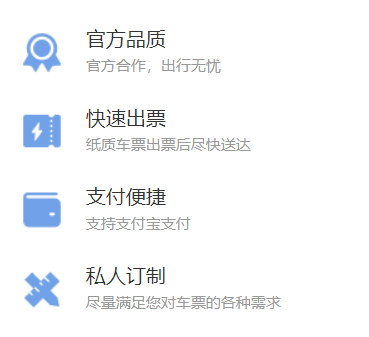 官方品质
官方合作，出行无忧
快速出票
纸质车票出票后尽快送达
支付便捷
支持支付宝支付
私人订制
尽量满足您对车票的各种需求